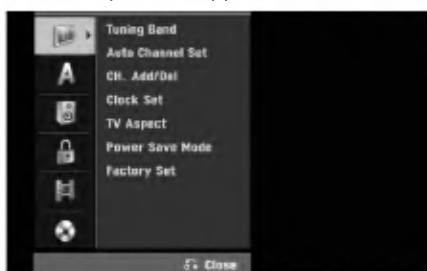 Tuning Band
Auto Channel Set
A
CH. Add/Del
Clock Set
TV Aspect
Power Save Mode
Factory Set
Close